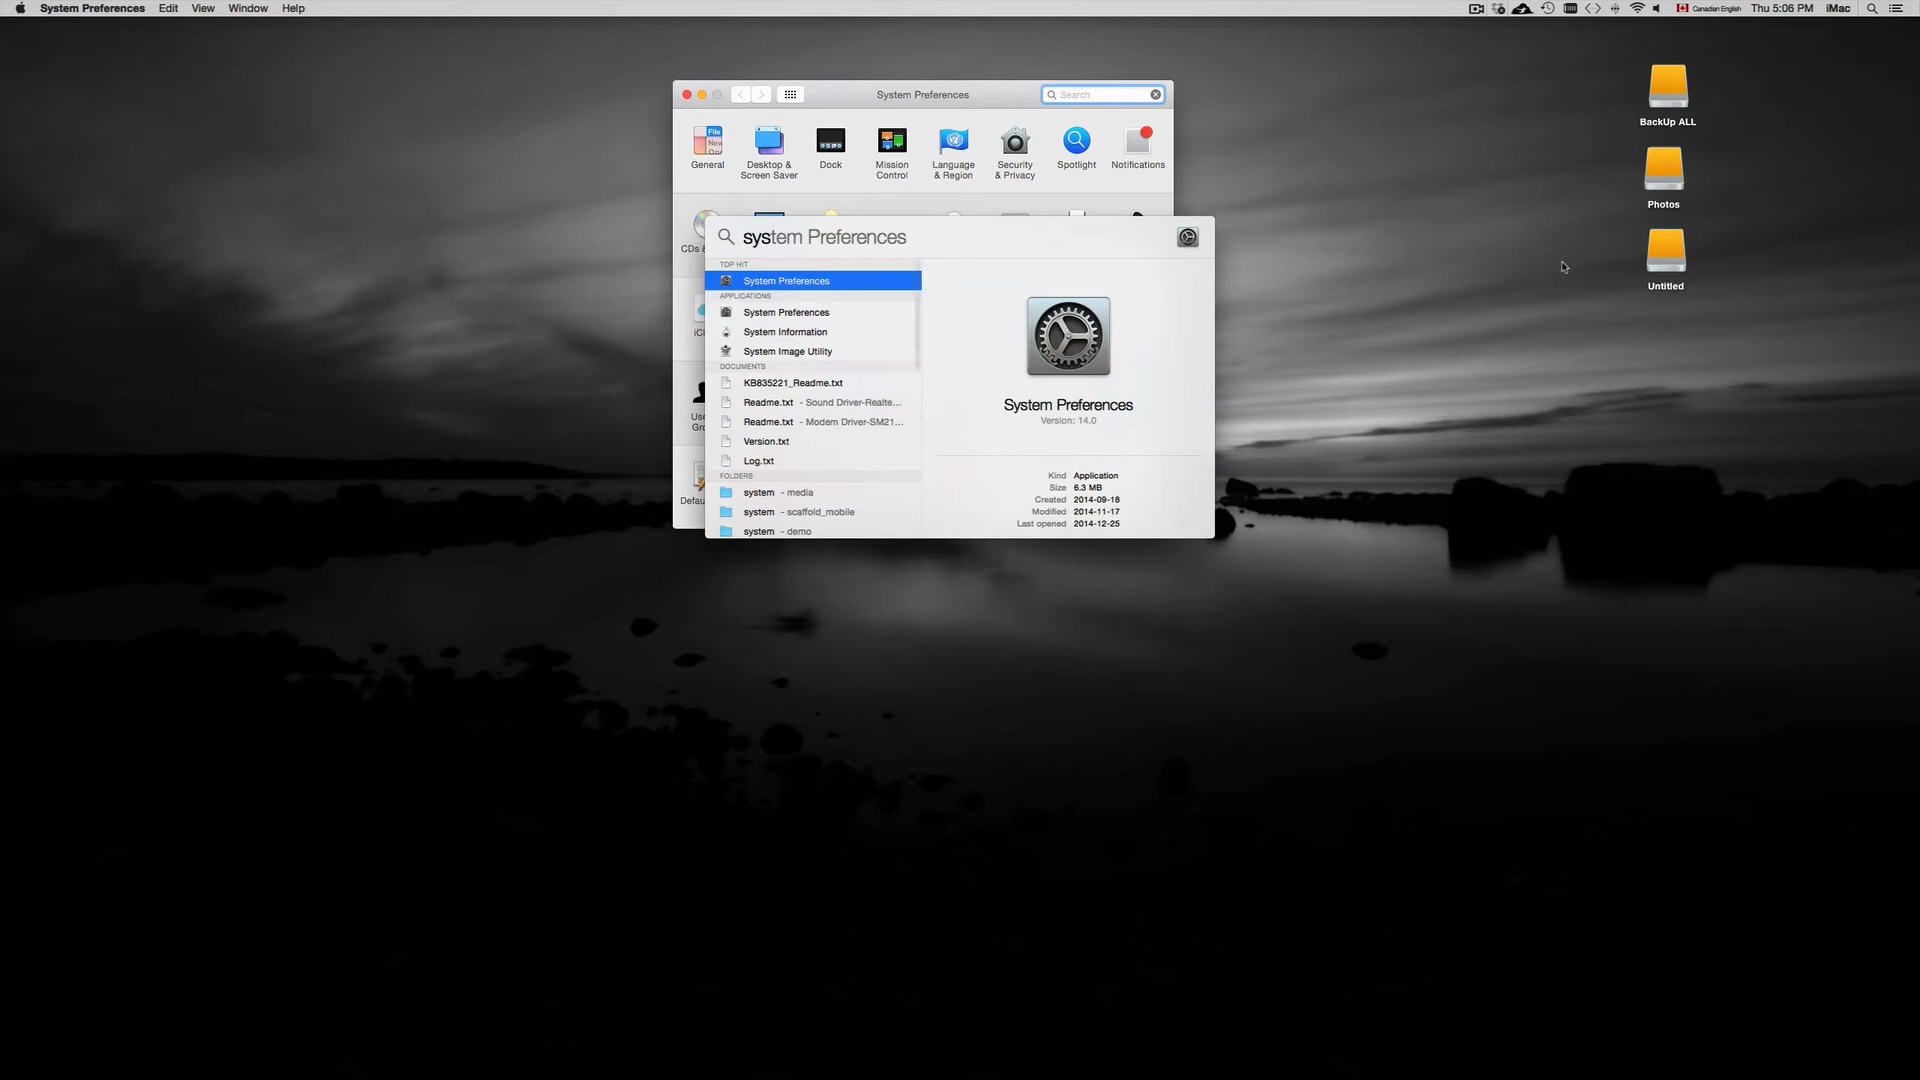 System Preferences Edit View Window Help
Canadian English Thu 5:06 PM iMac
System Preferences
Search
BackUp ALL
Photos
Untitled
File
New
General
Desktop &
Screen Saver
Dock
Mission
Control
Language
& Region
Security
& Privacy
Spotlight
Notifications
CDs &
iCl
Use
Gro
Defau
system Preferences
TOP HIT
System Preferences
APPLICATIONS
System Preferences
System Information
System Image Utility
DOCUMENTS
KB835221_Readme.txt
Readme.txt - Sound Driver-Realte...
Readme.txt - Modem Driver-SM21...
Version.txt
Log.txt
FOLDERS
system - media
system - scaffold_mobile
system - demo
System Preferences
Version: 14.0
Kind Application
Size 6.3 MB
Created 2014-09-18
Modified 2014-11-17
Last opened 2014-12-25